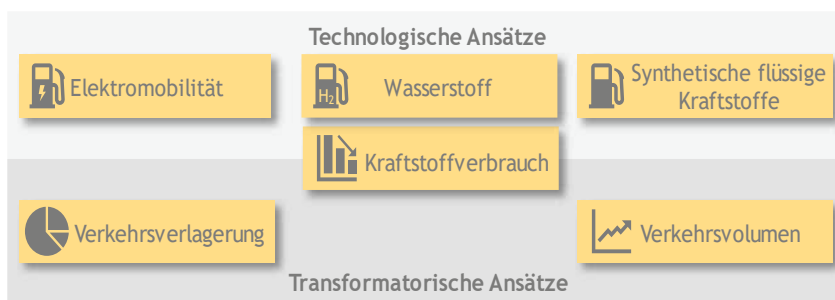 Technologische Ansätze
Elektromobilität
H2
Wasserstoff
Synthetische flüssige
Kraftstoffe
Kraftstoffverbrauch
Verkehrsverlagerung
Verkehrsvolumen
Transformatorische Ansätze